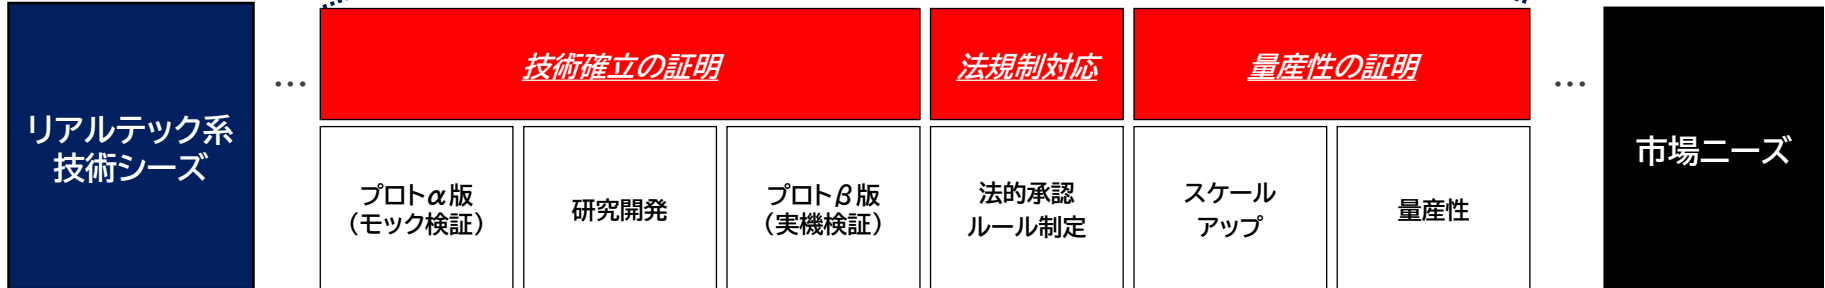 リアルテック系
技術シーズ
…
技術確立の証明
法規制対応
量産性の証明
プロトα版
（モック検証）
研究開発
プロトβ版
（実機検証）
法的承認
ルール制定
スケール
アップ
量産性
…
市場ニーズ